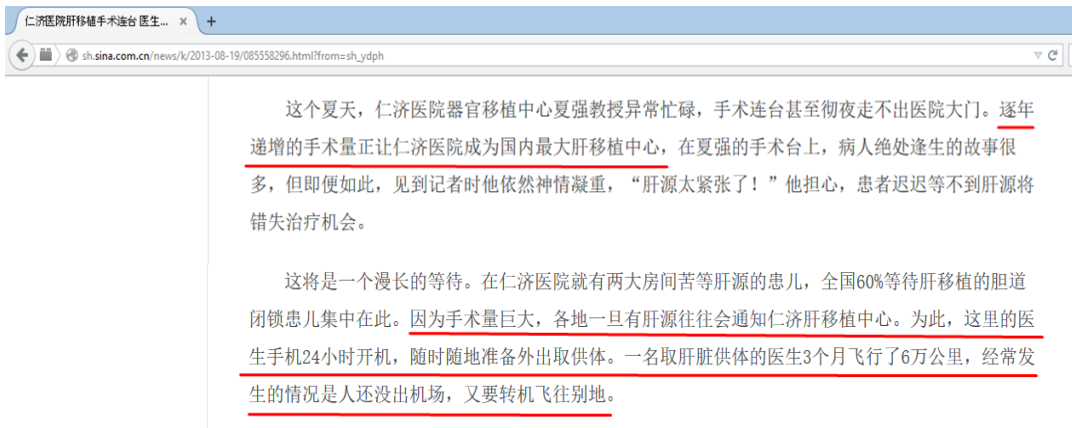 仁济医院肝移植手术连台 医生... × +
sh.sina.com.cn/news/k/2013-08-19/085558296.html?from=sh_ydph
这个夏天，仁济医院器官移植中心夏强教授异常忙碌，手术连台甚至彻夜走不出医院大门。逐年
递增的手术量正让仁济医院成为国内最大肝移植中心，在夏强的手术台上，病人绝处逢生的故事很
多，但即便如此，见到记者时他依然神情凝重，“肝源太紧张了！”他担心，患者迟迟等不到肝源将
错失治疗机会。
这将是一个漫长的等待。在仁济医院就有两大房间苦等肝源的患儿，全国60%等待肝移植的胆道
闭锁患儿集中在此。因为手术量巨大，各地一旦有肝源往往会通知仁济肝移植中心。为此，这里的医
生手机24小时开机，随时随地准备外出取供体。一名取肝脏供体的医生3个月飞行了6万公里，经常发
生的情况是人还没出机场，又要转机飞往别地。